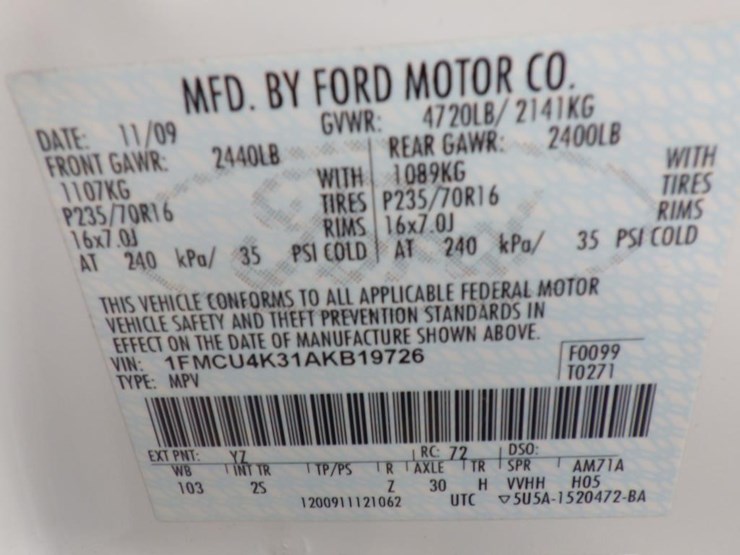 MFD. BY FORD MOTOR CO.
DATE: 11/09 GVWR: 4720LB/ 2141KG
FRONT GAWR: 2440LB REAR GAWR: 2400LB
1107KG WITH 1089KG WITH
P235/70R16 TIRES P235/70R16 TIRES
16x7.0J RIMS 16x7.0J RIMS
AT 240 kPa/ 35 PSI COLD AT 240 kPa/ 35 PSI COLD
THIS VEHICLE CONFORMS TO ALL APPLICABLE FEDERAL MOTOR
VEHICLE SAFETY AND THEFT PREVENTION STANDARDS IN
EFFECT ON THE DATE OF MANUFACTURE SHOWN ABOVE.
VIN: 1FMCU4K31AKB19726 F0099
TYPE: MPV T0271
EXT PNT: YZ RC: 72 DSO:
WB INT TR TP/PS R AXLE TR SPR AM71A
103 2S Z 30 H VVHH H05
1200911121062 UTC ▽5U5A-1520472-BA